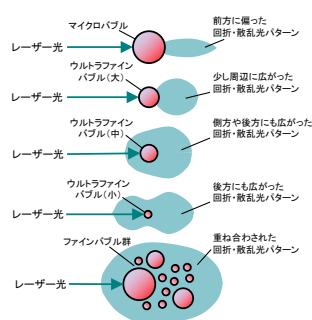 マイクロバブル
前方に偏った
回折・散乱光パターン
レーザー光
ウルトラファイン
バブル(大)
少し周辺に広がった
回折・散乱光パターン
レーザー光
ウルトラファイン
バブル(中)
側方や後方にも広がった
回折・散乱光パターン
レーザー光
ウルトラファイン
バブル(小)
後方にも広がった
回折・散乱光パターン
レーザー光
ファインバブル群
重ね合わされた
回折・散乱光パターン
レーザー光